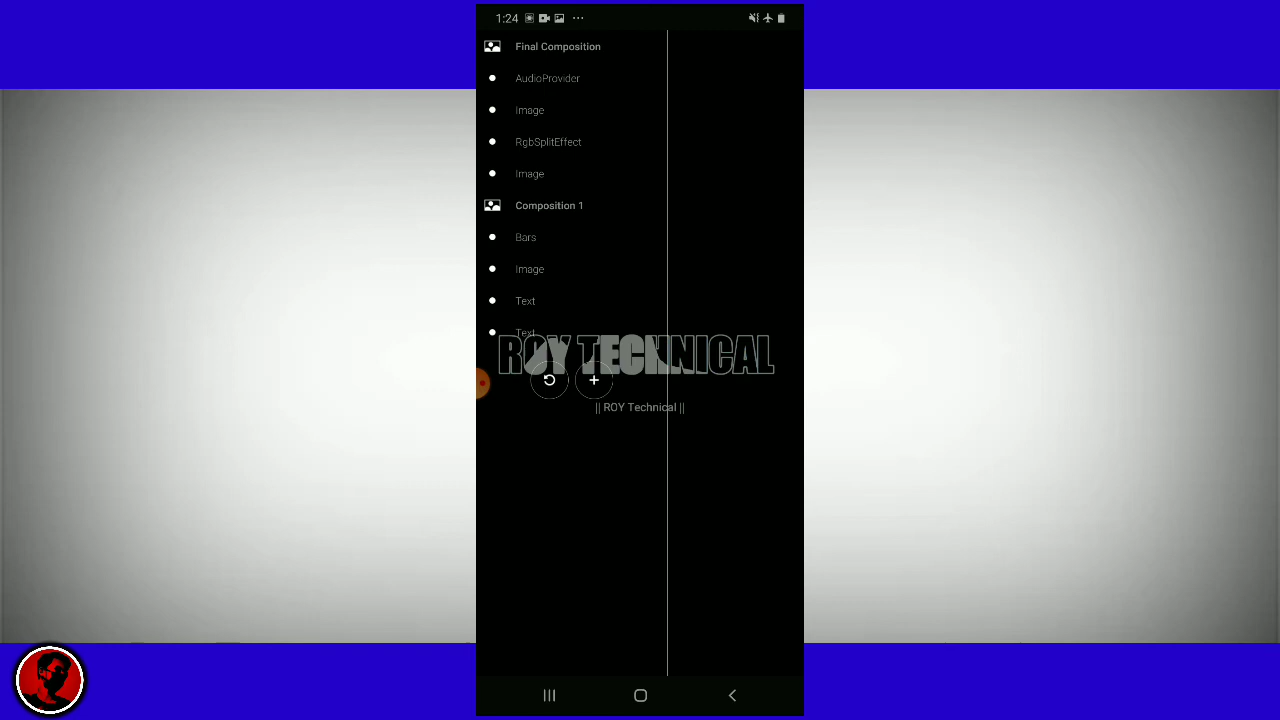 1:24
Final Composition
AudioProvider
Image
RgbSplitEffect
Image
Composition 1
Bars
Image
Text
Text
ROY TECHNICAL
|| ROY Technical ||